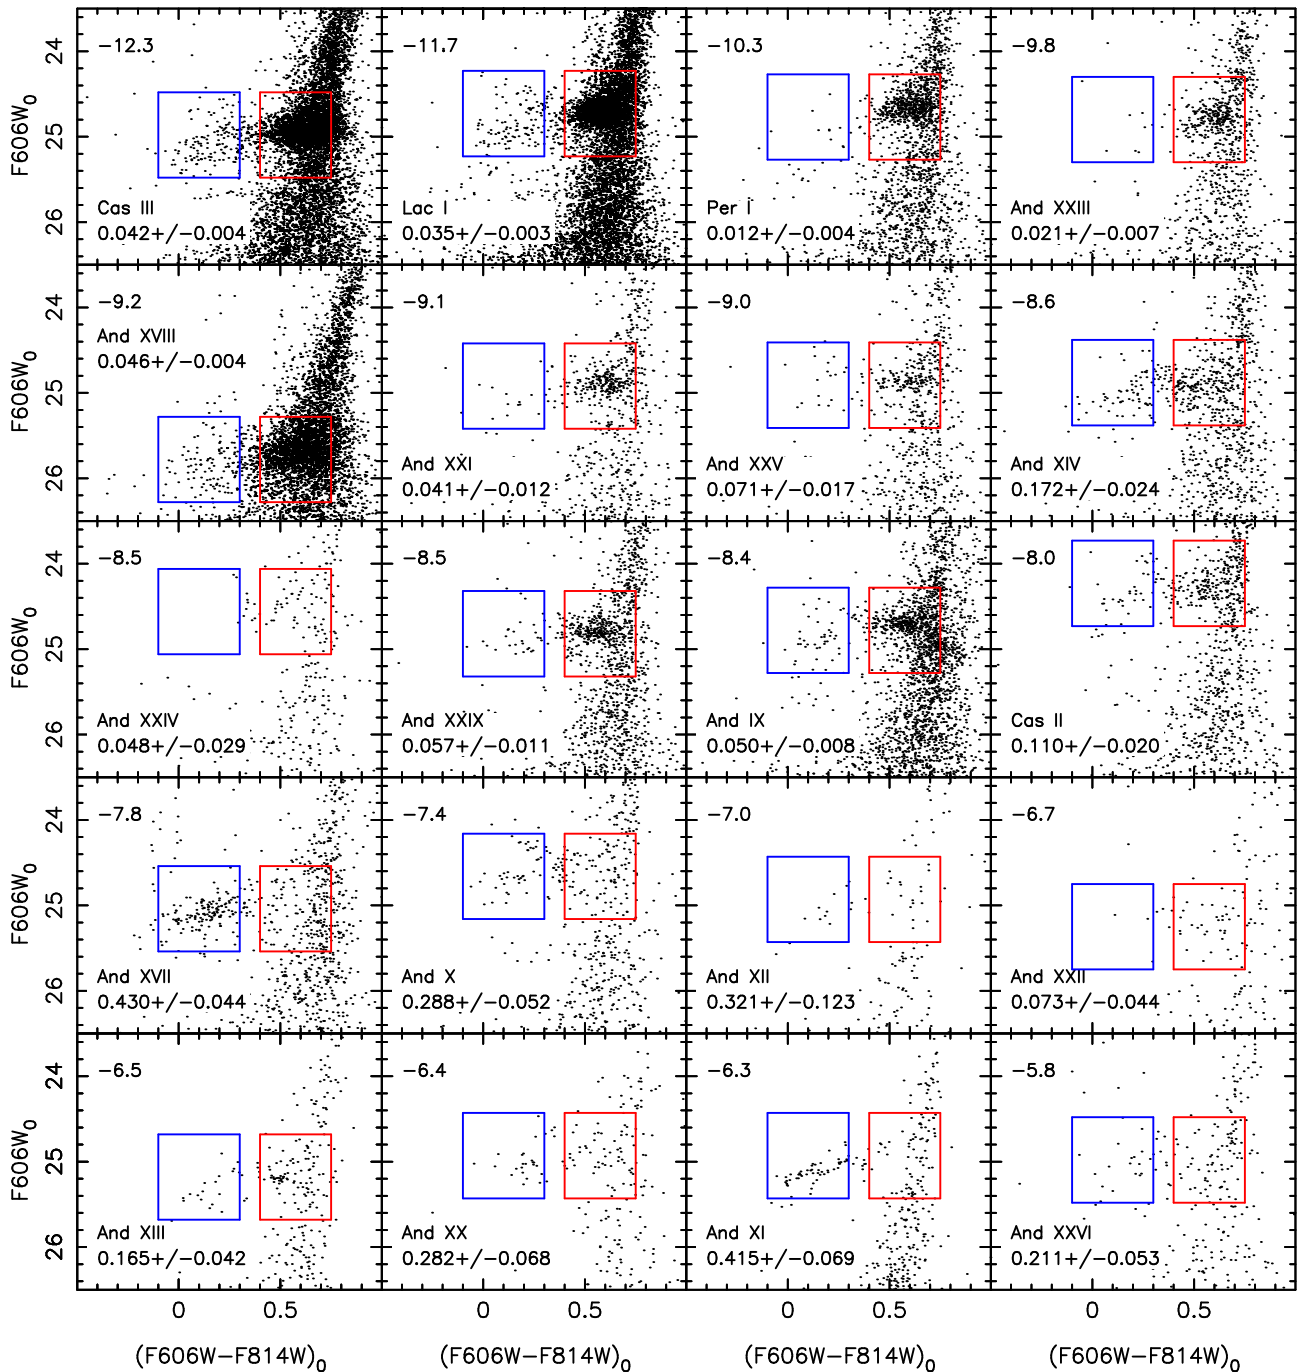 −12.3
Cas III
0.042+/−0.004
−11.7
Lac I
0.035+/−0.003
−10.3
Per I
0.012+/−0.004
−9.8
And XXIII
0.021+/−0.007
24
25
26
F606W0
−9.2
And XVIII
0.046+/−0.004
−9.1
And XXI
0.041+/−0.012
−9.0
And XXV
0.071+/−0.017
−8.6
And XIV
0.172+/−0.024
24
25
26
F606W0
−8.5
And XXIV
0.048+/−0.029
−8.5
And XXIX
0.057+/−0.011
−8.4
And IX
0.050+/−0.008
−8.0
Cas II
0.110+/−0.020
24
25
26
F606W0
−7.8
And XVII
0.430+/−0.044
−7.4
And X
0.288+/−0.052
−7.0
And XII
0.321+/−0.123
−6.7
And XXII
0.073+/−0.044
24
25
26
F606W0
−6.5
And XIII
0.165+/−0.042
−6.4
And XX
0.282+/−0.068
−6.3
And XI
0.415+/−0.069
−5.8
And XXVI
0.211+/−0.053
24
25
26
F606W0
0 0.5 0 0.5 0 0.5 0 0.5
(F606W−F814W)0 (F606W−F814W)0 (F606W−F814W)0 (F606W−F814W)0